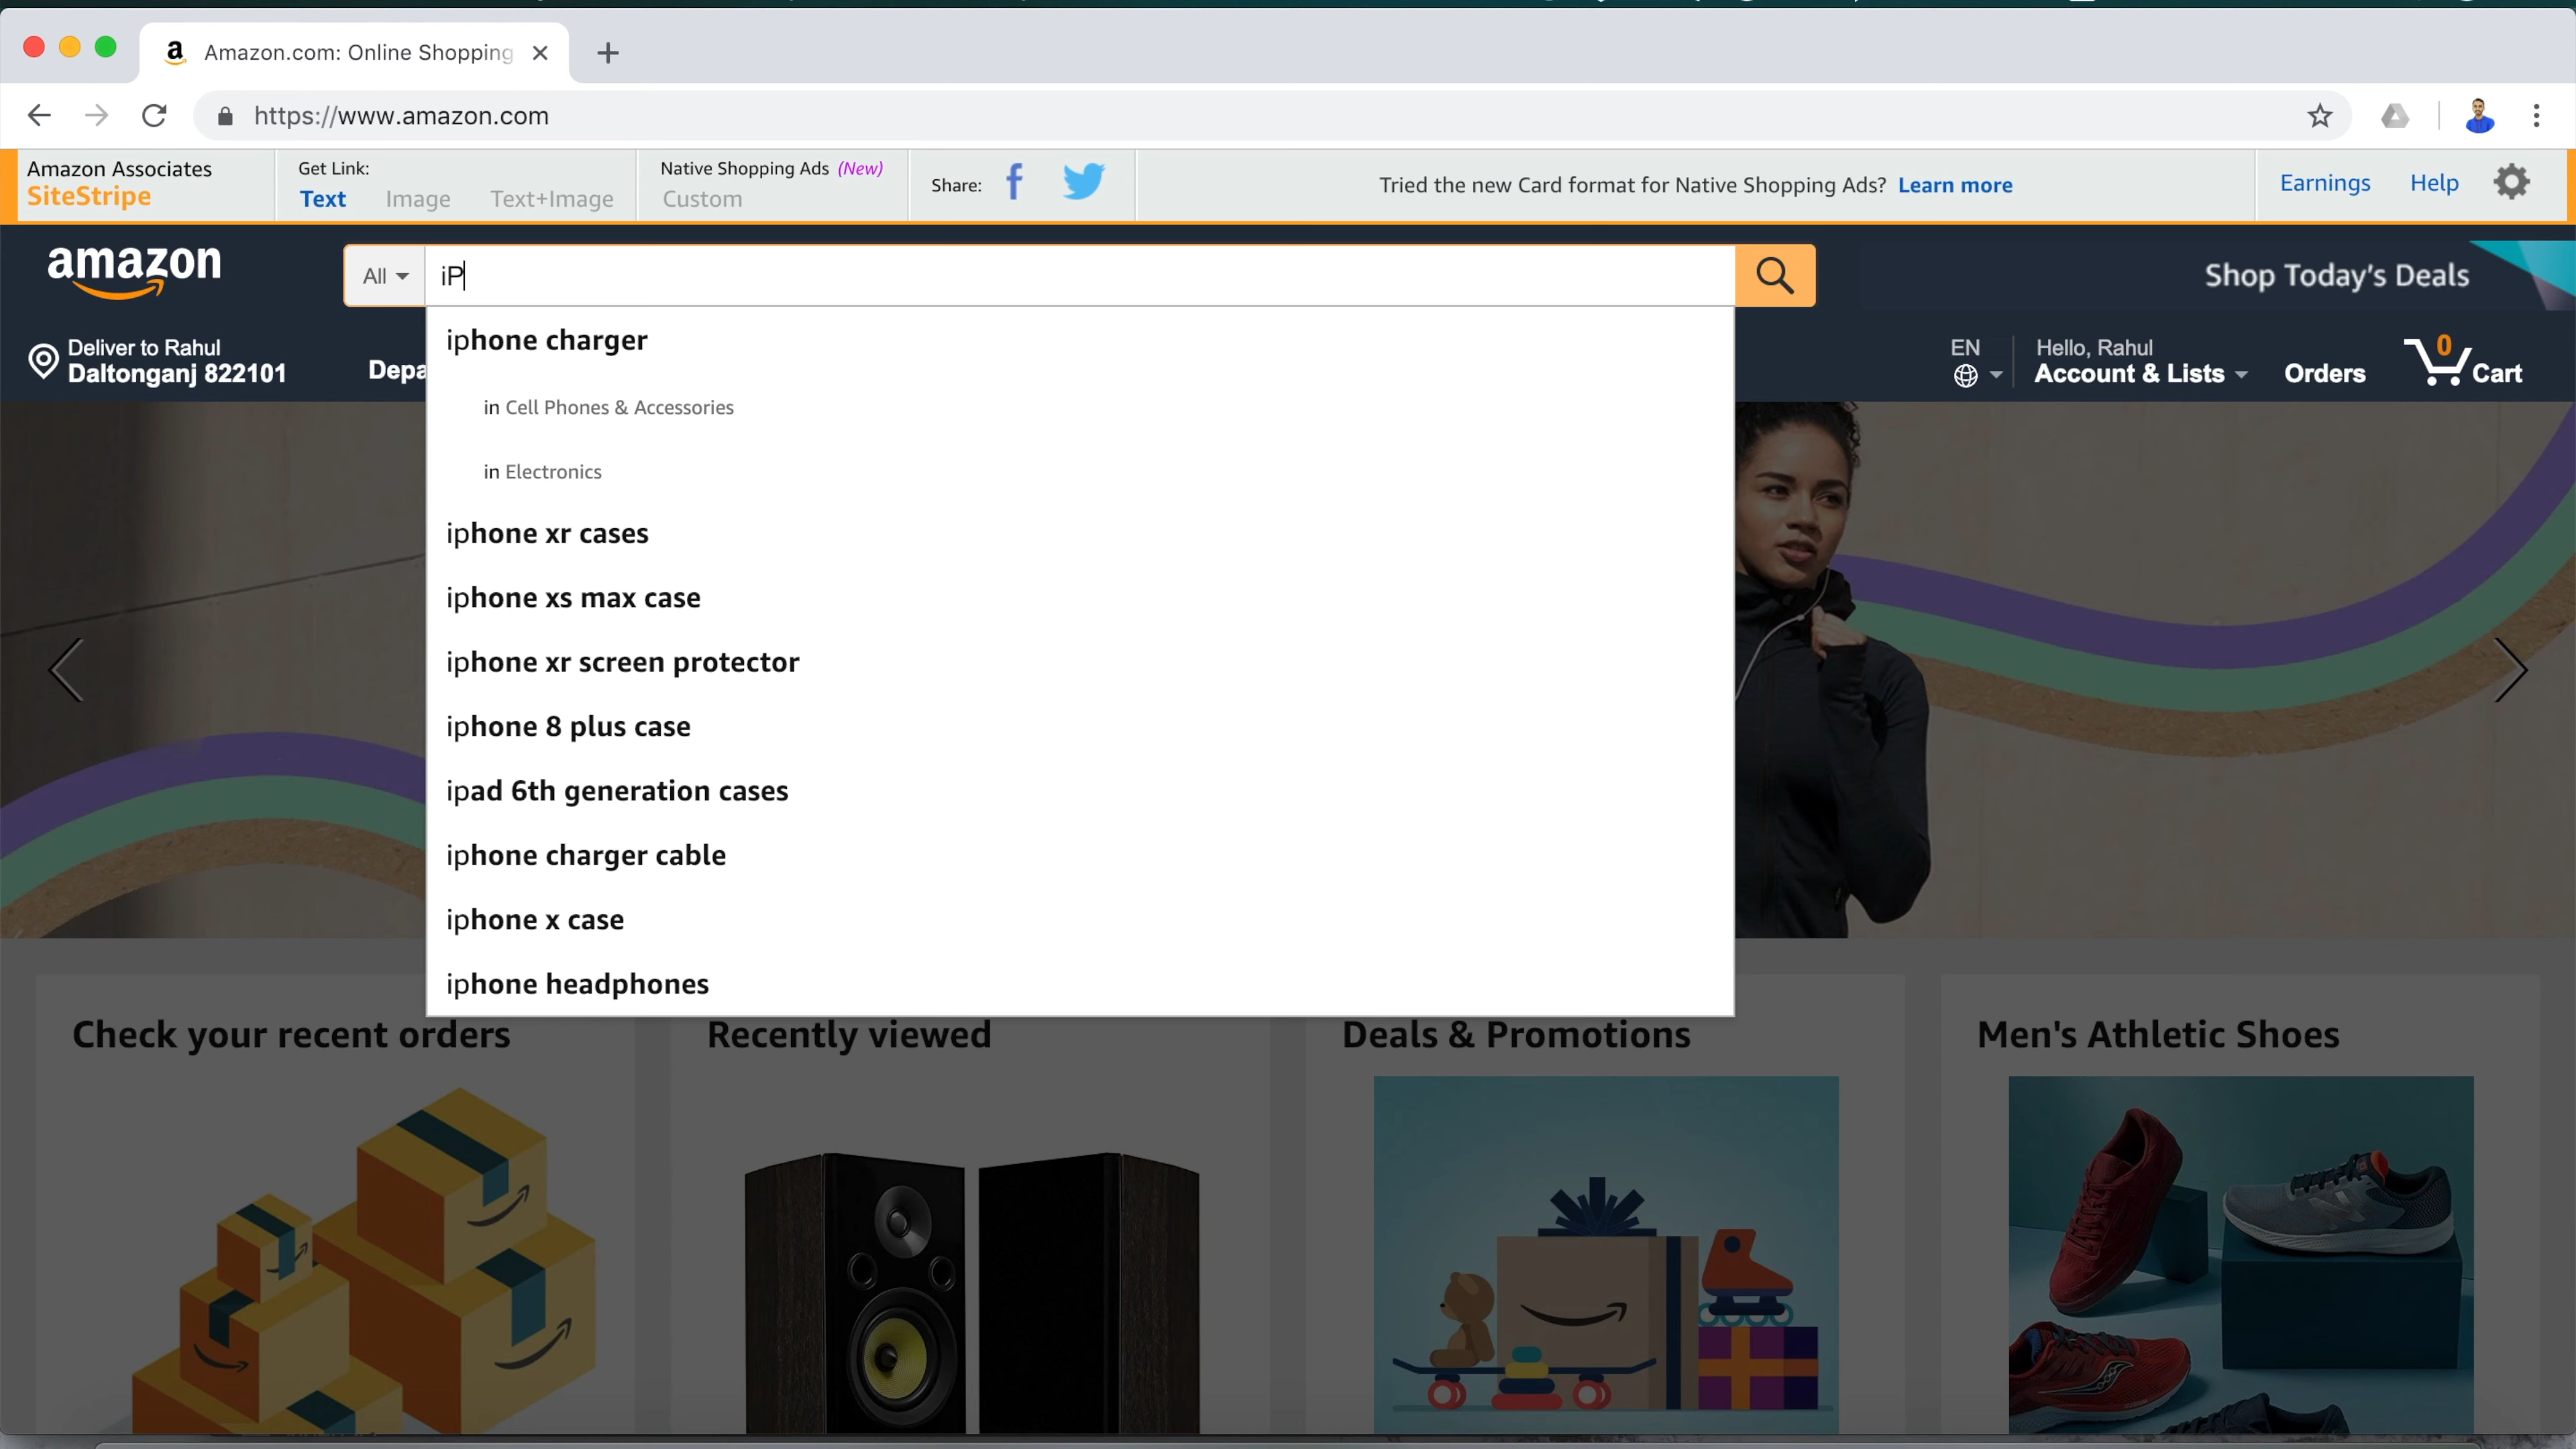 Amazon.com: Online Shopping
https://www.amazon.com
Amazon Associates
SiteStripe
Get Link:
Text Image Text+Image
Native Shopping Ads (New)
Custom
Share:
Tried the new Card format for Native Shopping Ads? Learn more
Earnings Help
amazon
All
iP
Shop Today's Deals
Deliver to Rahul
Daltonganj 822101
Depa
EN
Hello, Rahul
Account & Lists
Orders
0
Cart
iphone charger
in Cell Phones & Accessories
in Electronics
iphone xr cases
iphone xs max case
iphone xr screen protector
iphone 8 plus case
ipad 6th generation cases
iphone charger cable
iphone x case
iphone headphones
Check your recent orders
Recently viewed
Deals & Promotions
Men's Athletic Shoes